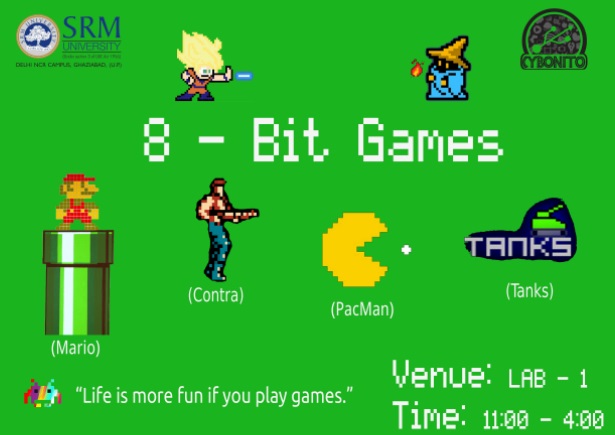 SRM
UNIVERSITY
DELHI NCR CAMPUS, GHAZIABAD, (U.P.)
CYBONITO
8 - Bit Games
TANKS
(Mario)
(Contra)
(PacMan)
(Tanks)
“Life is more fun if you play games.”
Venue: LAB - 1
Time: 11:00 - 4:00